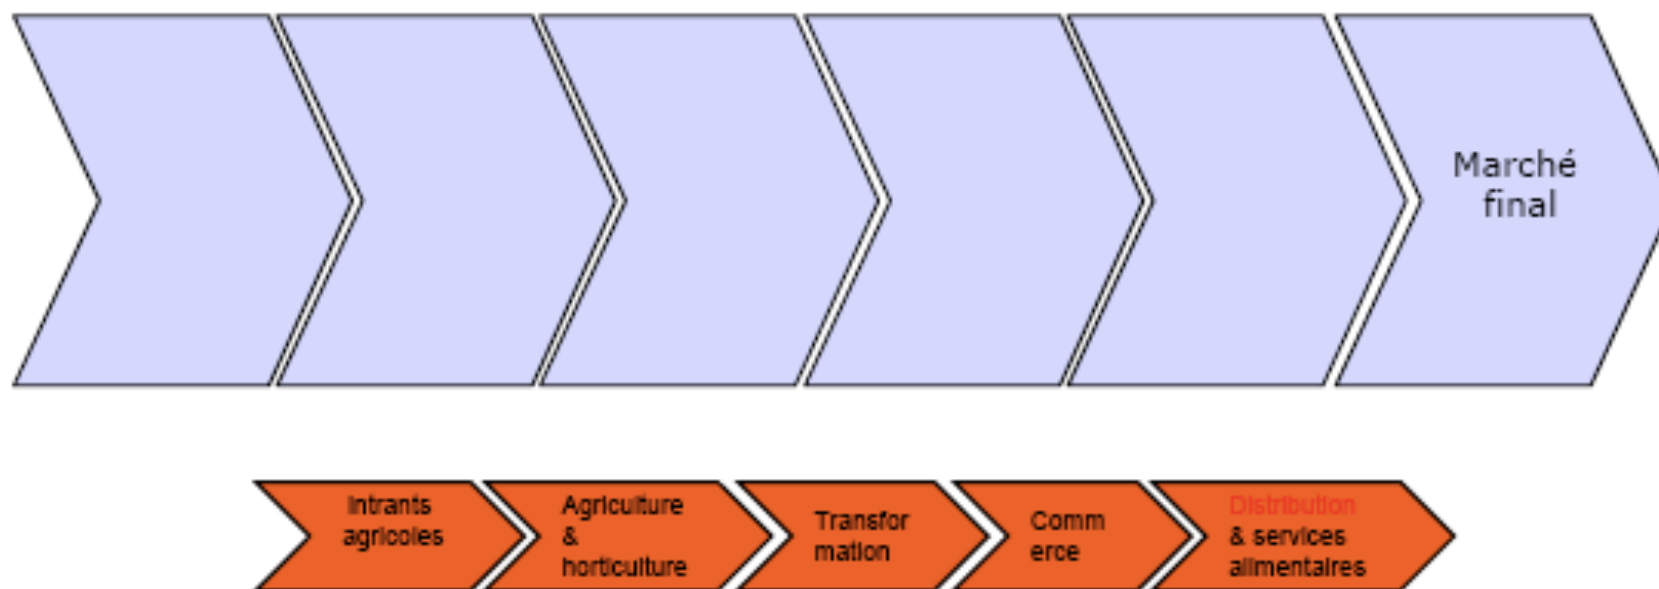 Marché
final
Intrants
agricoles
Agriculture
&
horticulture
Transfor
mation
Comm
erce
Distribution
& services
alimentaires